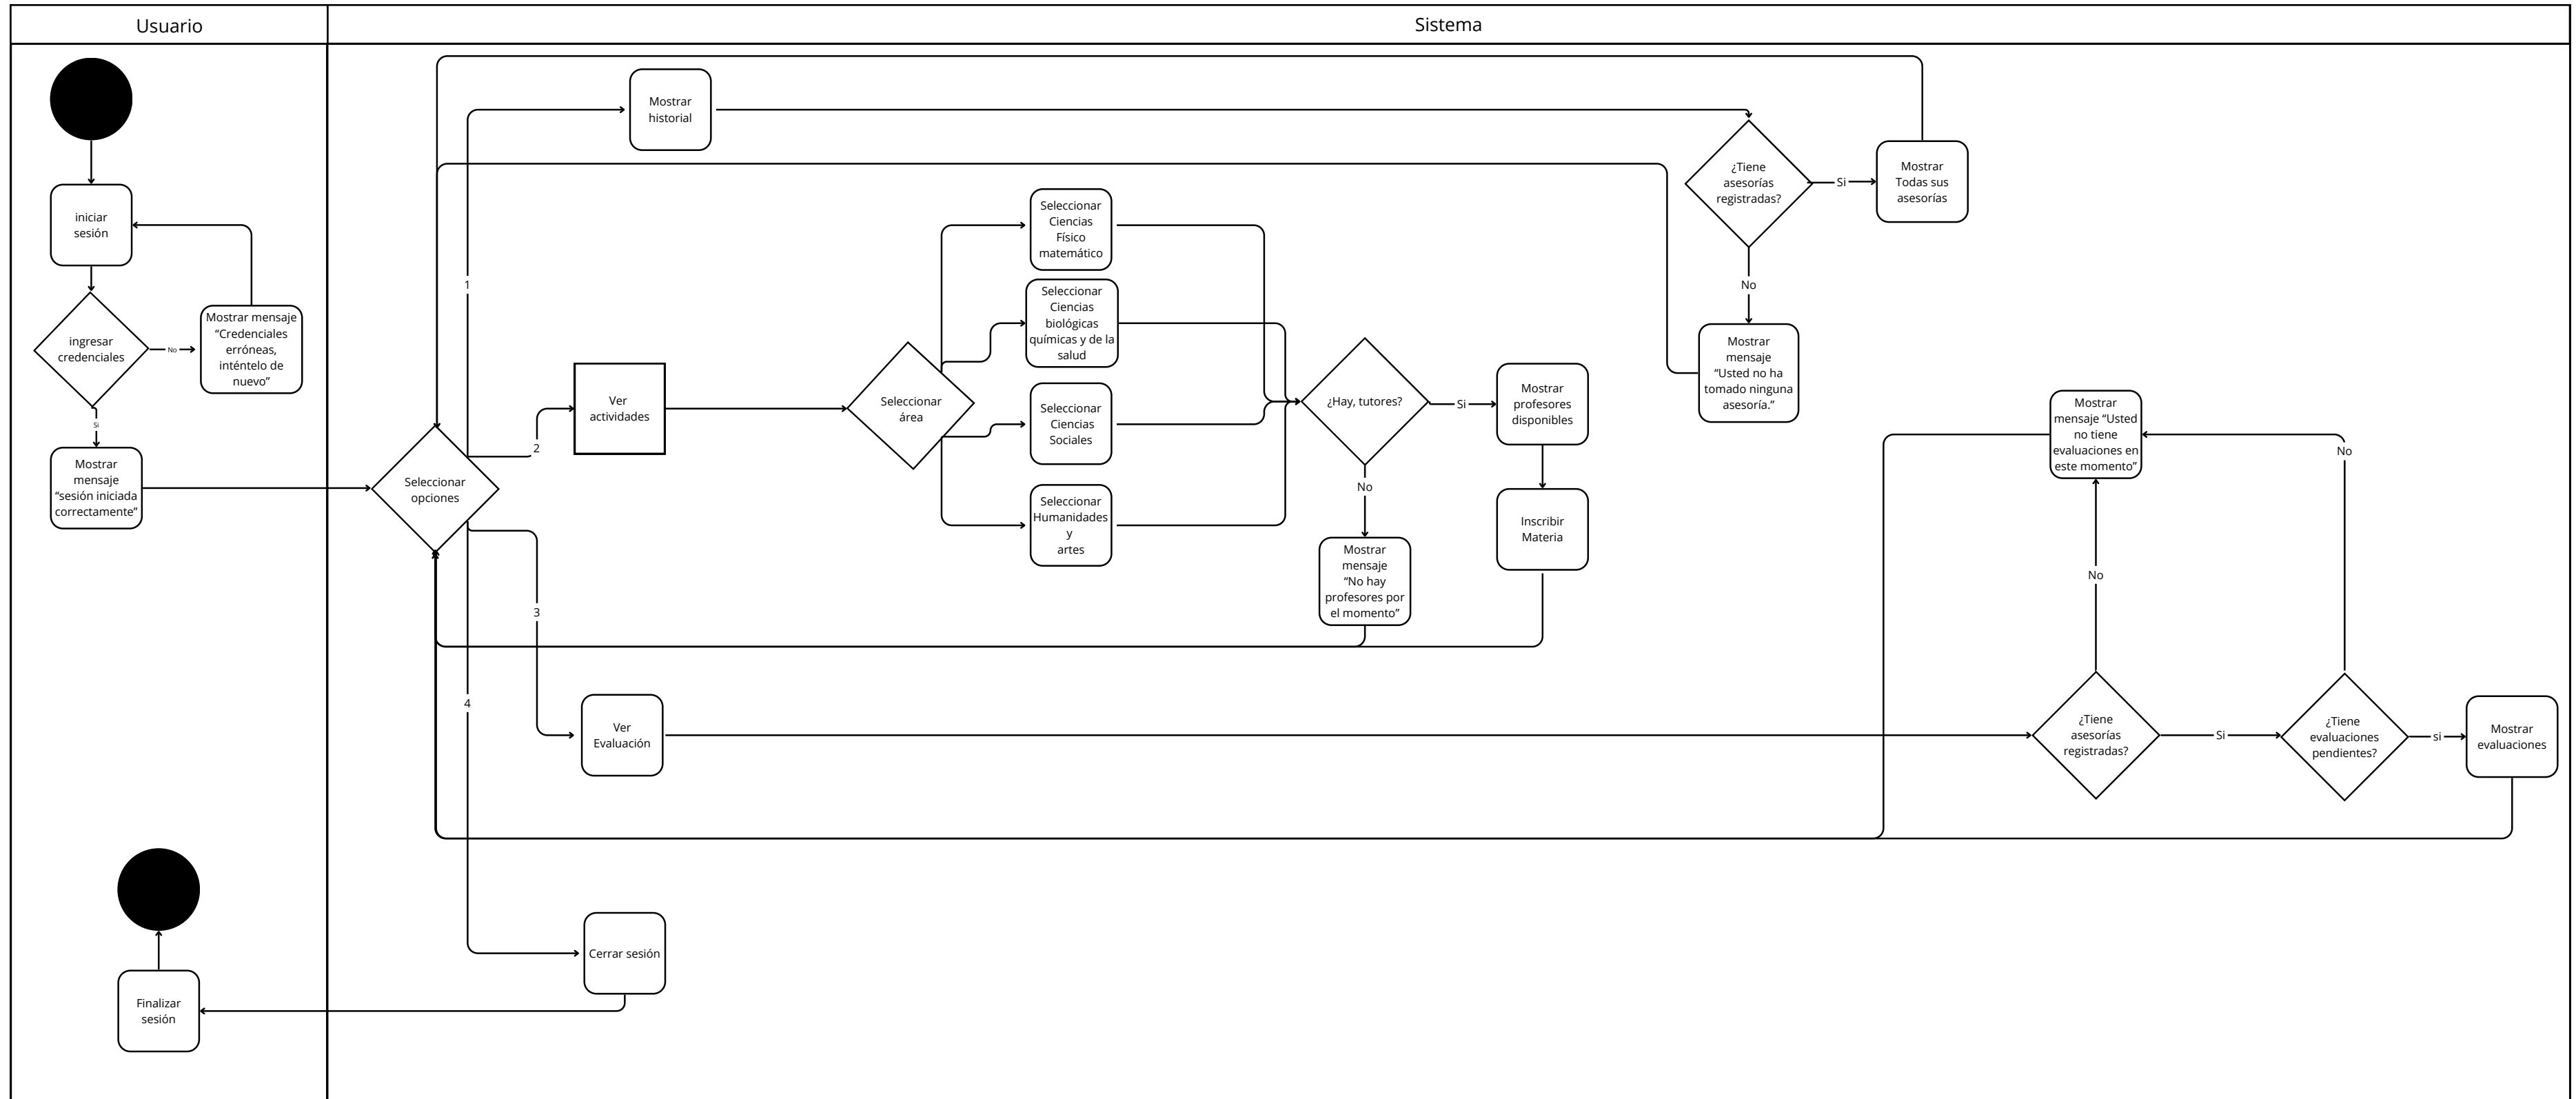 Usuario
Sistema
iniciar
sesión
ingresar
credenciales
No
Mostrar mensaje
“Credenciales
erróneas,
inténtelo de
nuevo”
Si
Mostrar
mensaje
“sesión iniciada
correctamente”
Seleccionar
opciones
1
Mostrar
historial
¿Tiene
asesorías
registradas?
Si
Mostrar
Todas sus
asesorías
No
Mostrar
mensaje
“Usted no ha
tomado ninguna
asesoría.“
2
Ver
actividades
Seleccionar
área
Seleccionar
Ciencias
Físico
matemático
Seleccionar
Ciencias
biológicas
químicas y de la
salud
Seleccionar
Ciencias
Sociales
Seleccionar
Humanidades
y
artes
¿Hay, tutores?
Si
Mostrar
profesores
disponibles
Inscribir
Materia
No
Mostrar
mensaje
“No hay
profesores por
el momento”
3
Ver
Evaluación
¿Tiene
asesorías
registradas?
No
Mostrar
mensaje “Usted
no tiene
evaluaciones en
este momento”
Si
¿Tiene
evaluaciones
pendientes?
No
si
Mostrar
evaluaciones
4
Cerrar sesión
Finalizar
sesión